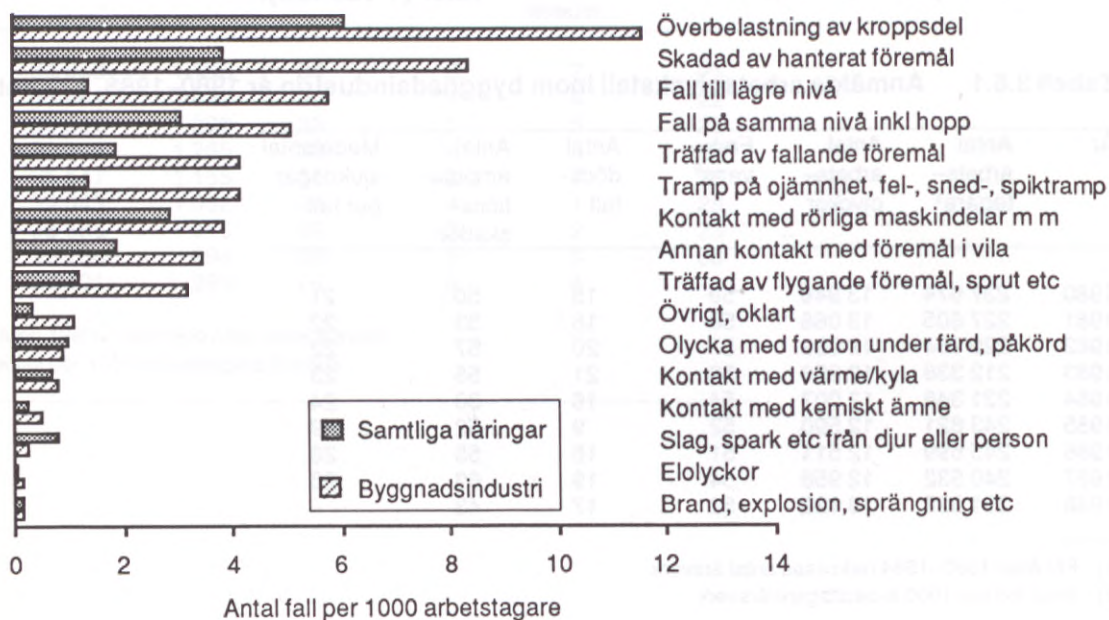 Överbelastning av kroppsdel
Skadad av hanterat föremål
Fall till lägre nivå
Fall på samma nivå inkl hopp
Träffad av fallande föremål
Tramp på ojämnhet, fel-, sned-, spiktramp
Kontakt med rörliga maskindelar m m
Annan kontakt med föremål i vila
Träffad av flygande föremål, sprut etc
Övrigt, oklart
Olycka med fordon under färd, påkörd
Kontakt med värme/kyla
Kontakt med kemiskt ämne
Slag, spark etc från djur eller person
Elolyckor
Brand, explosion, sprängning etc
Samtliga näringar
Byggnadsindustri
0 2 4 6 8 10 12 14
Antal fall per 1000 arbetstagare